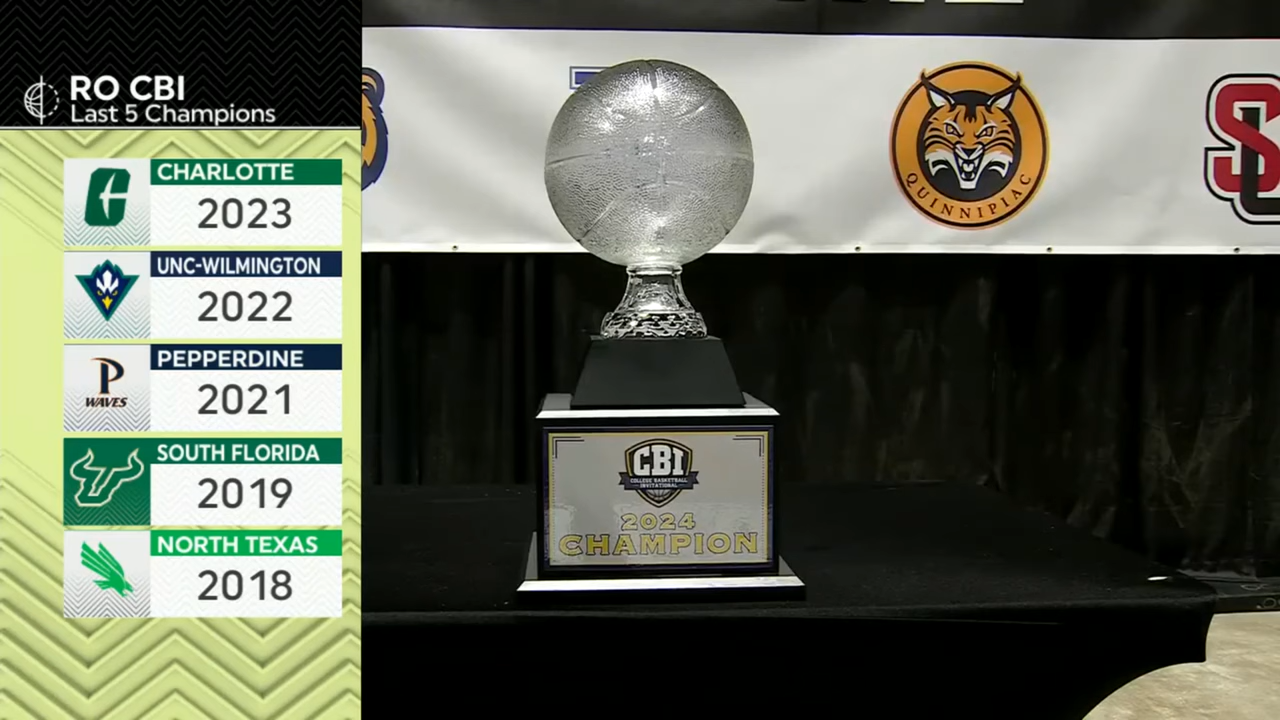 RO CBI
Last 5 Champions
CHARLOTTE
2023
UNC-WILMINGTON
2022
PEPPERDINE
2021
WAVES
SOUTH FLORIDA
2019
NORTH TEXAS
2018
QUINNIPIAC
CBI
COLLEGE BASKETBALL
INVITATIONAL
2024
CHAMPION